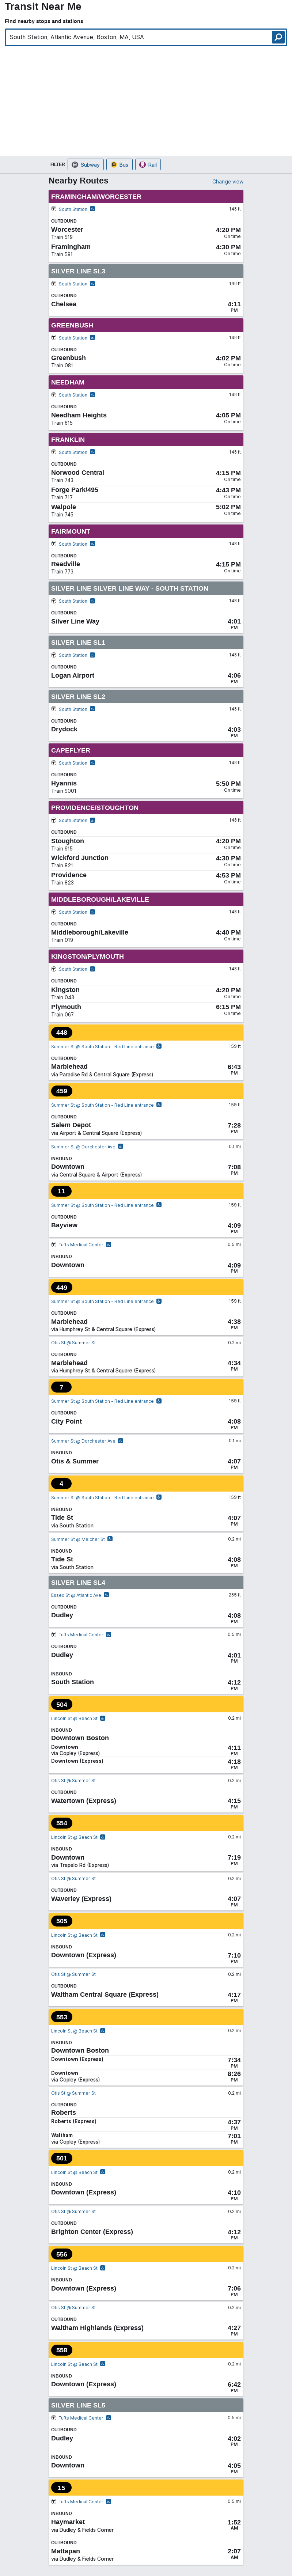 Transit Near Me
Find nearby stops and stations
South Station, Atlantic Avenue, Boston, MA, USA
FILTER Subway Bus Rail
Nearby Routes Change view
FRAMINGHAM/WORCESTER
South Station 148 ft
OUTBOUND
Worcester 4:20 PM
Train 519 On time
Framingham 4:30 PM
Train 591 On time
SILVER LINE SL3
South Station 148 ft
OUTBOUND
Chelsea 4:11
PM
GREENBUSH
South Station 148 ft
OUTBOUND
Greenbush 4:02 PM
Train 081 On time
NEEDHAM
South Station 148 ft
OUTBOUND
Needham Heights 4:05 PM
Train 615 On time
FRANKLIN
South Station 148 ft
OUTBOUND
Norwood Central 4:15 PM
Train 743 On time
Forge Park/495 4:43 PM
Train 717 On time
Walpole 5:02 PM
Train 745 On time
FAIRMOUNT
South Station 148 ft
OUTBOUND
Readville 4:15 PM
Train 773 On time
SILVER LINE SILVER LINE WAY - SOUTH STATION
South Station 148 ft
OUTBOUND
Silver Line Way 4:01
PM
SILVER LINE SL1
South Station 148 ft
OUTBOUND
Logan Airport 4:06
PM
SILVER LINE SL2
South Station 148 ft
OUTBOUND
Drydock 4:03
PM
CAPEFLYER
South Station 148 ft
OUTBOUND
Hyannis 5:50 PM
Train 9001 On time
PROVIDENCE/STOUGHTON
South Station 148 ft
OUTBOUND
Stoughton 4:20 PM
Train 915 On time
Wickford Junction 4:30 PM
Train 821 On time
Providence 4:53 PM
Train 823 On time
MIDDLEBOROUGH/LAKEVILLE
South Station 148 ft
OUTBOUND
Middleborough/Lakeville 4:40 PM
Train 019 On time
KINGSTON/PLYMOUTH
South Station 148 ft
OUTBOUND
Kingston 4:20 PM
Train 043 On time
Plymouth 6:15 PM
Train 067 On time
448
Summer St @ South Station - Red Line entrance 159 ft
OUTBOUND
Marblehead 6:43
via Paradise Rd & Central Square (Express) PM
459
Summer St @ South Station - Red Line entrance 159 ft
OUTBOUND
Salem Depot 7:28
via Airport & Central Square (Express) PM
Summer St @ Dorchester Ave 0.1 mi
INBOUND
Downtown 7:08
via Central Square & Airport (Express) PM
11
Summer St @ South Station - Red Line entrance 159 ft
OUTBOUND
Bayview 4:09
PM
Tufts Medical Center 0.5 mi
INBOUND
Downtown 4:09
PM
449
Summer St @ South Station - Red Line entrance 159 ft
OUTBOUND
Marblehead 4:38
via Humphrey St & Central Square (Express) PM
Otis St @ Summer St 0.2 mi
OUTBOUND
Marblehead 4:34
via Humphrey St & Central Square (Express) PM
7
Summer St @ South Station - Red Line entrance 159 ft
OUTBOUND
City Point 4:08
PM
Summer St @ Dorchester Ave 0.1 mi
INBOUND
Otis & Summer 4:07
PM
4
Summer St @ South Station - Red Line entrance 159 ft
INBOUND
Tide St 4:07
via South Station PM
Summer St @ Melcher St 0.2 mi
INBOUND
Tide St 4:08
via South Station PM
SILVER LINE SL4
Essex St @ Atlantic Ave 285 ft
OUTBOUND
Dudley 4:08
PM
Tufts Medical Center 0.5 mi
OUTBOUND
Dudley 4:01
PM
INBOUND
South Station 4:12
PM
504
Lincoln St @ Beach St 0.2 mi
INBOUND
Downtown Boston
Downtown 4:11
via Copley (Express) PM
Downtown (Express) 4:18
PM
Otis St @ Summer St 0.2 mi
OUTBOUND
Watertown (Express) 4:15
PM
554
Lincoln St @ Beach St 0.2 mi
INBOUND
Downtown 7:19
via Trapelo Rd (Express) PM
Otis St @ Summer St 0.2 mi
OUTBOUND
Waverley (Express) 4:07
PM
505
Lincoln St @ Beach St 0.2 mi
INBOUND
Downtown (Express) 7:10
PM
Otis St @ Summer St 0.2 mi
OUTBOUND
Waltham Central Square (Express) 4:17
PM
553
Lincoln St @ Beach St 0.2 mi
INBOUND
Downtown Boston
Downtown (Express) 7:34
PM
Downtown 8:26
via Copley (Express) PM
Otis St @ Summer St 0.2 mi
OUTBOUND
Roberts
Roberts (Express) 4:37
PM
Waltham 7:01
via Copley (Express) PM
501
Lincoln St @ Beach St 0.2 mi
INBOUND
Downtown (Express) 4:10
PM
Otis St @ Summer St 0.2 mi
OUTBOUND
Brighton Center (Express) 4:12
PM
556
Lincoln St @ Beach St 0.2 mi
INBOUND
Downtown (Express) 7:06
PM
Otis St @ Summer St 0.2 mi
OUTBOUND
Waltham Highlands (Express) 4:27
PM
558
Lincoln St @ Beach St 0.2 mi
INBOUND
Downtown (Express) 6:42
PM
SILVER LINE SL5
Tufts Medical Center 0.5 mi
OUTBOUND
Dudley 4:02
PM
INBOUND
Downtown 4:05
PM
15
Tufts Medical Center 0.5 mi
INBOUND
Haymarket 1:52
via Dudley & Fields Corner AM
OUTBOUND
Mattapan 2:07
via Dudley & Fields Corner AM